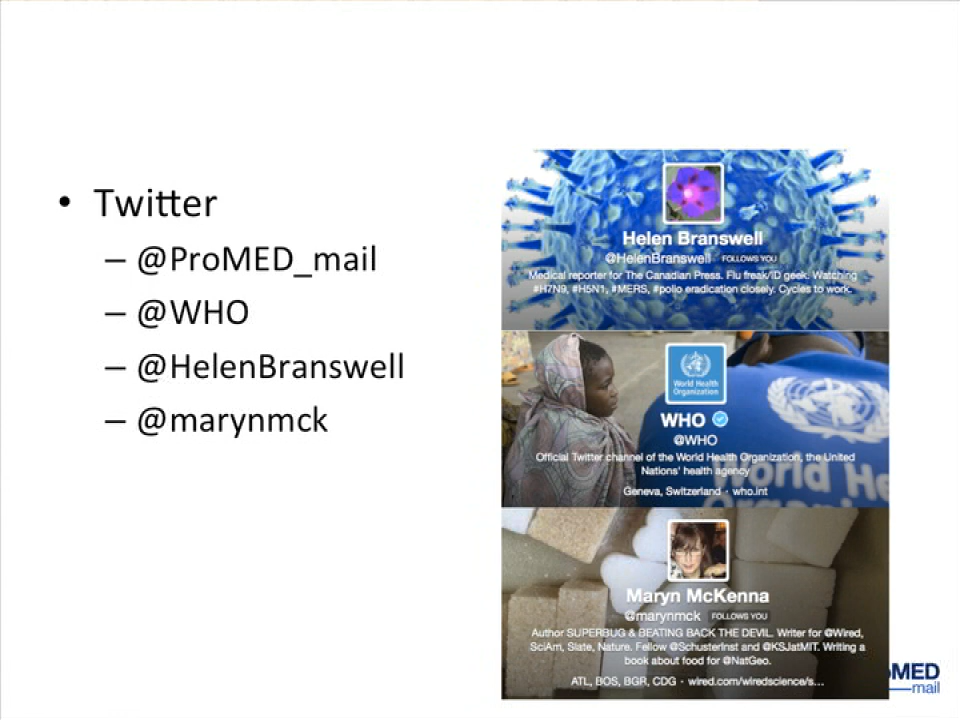 • Twitter
– @ProMED_mail
– @WHO
– @HelenBranswell
– @marynmck
Helen Branswell
@HelenBranswell FOLLOWS YOU
Medical reporter for The Canadian Press. Flu freak/ID geek. Watching
#H7N9, #H5N1, #MERS, #polio eradication closely. Cycles to work.
World Health
Organization
WHO
@WHO
Official Twitter channel of the World Health Organization, the United
Nations' health agency
Geneva, Switzerland · who.int
World He
Maryn McKenna
@marynmck FOLLOWS YOU
Author SUPERBUG & BEATING BACK THE DEVIL. Writer for @Wired,
SciAm, Slate, Nature. Fellow @SchusterInst and @KSJatMIT. Writing a
book about food for @NatGeo.
ATL, BOS, BGR, CDG · wired.com/wiredscience/s...
oMED
mail